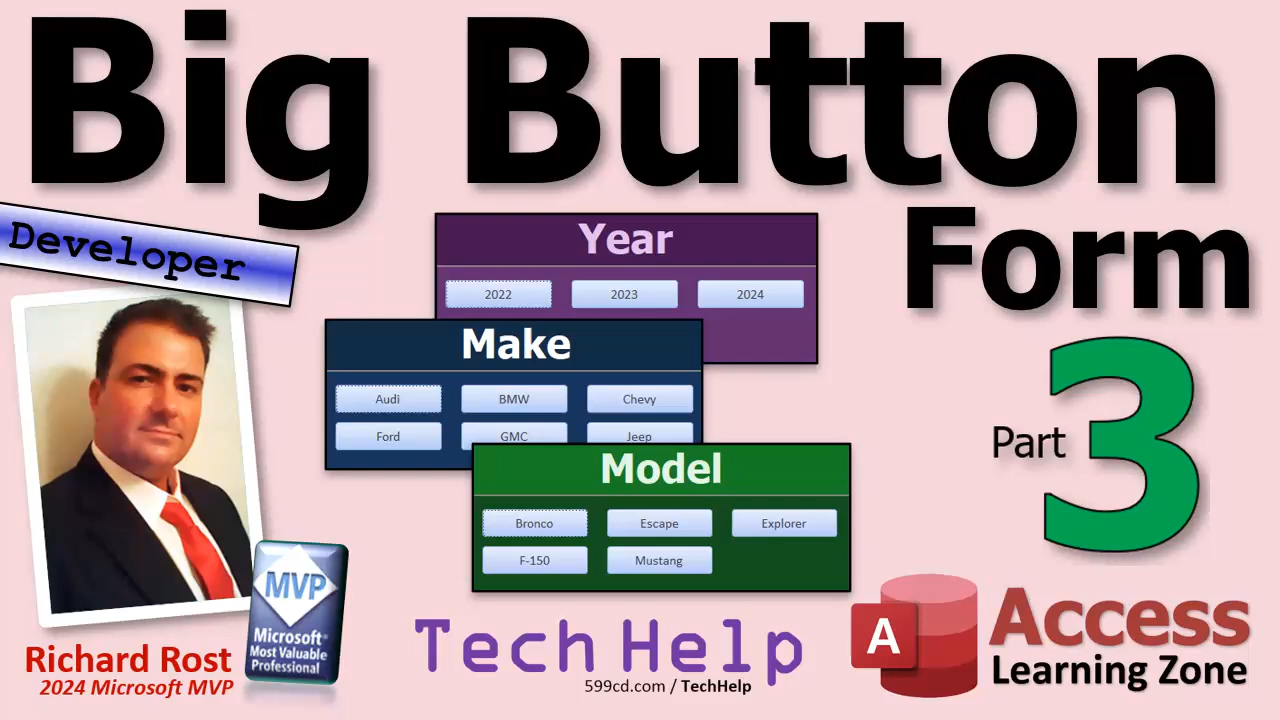 Big Button
Form
Developer
Year
2022 2023 2024
Make
Audi BMW Chevy
Ford GMC Jeep
Model
Bronco Escape Explorer
F-150 Mustang
Part 3
MVP
Microsoft®
Most Valuable
Professional
Richard Rost
2024 Microsoft MVP
Tech Help
599cd.com / TechHelp
A
Access
Learning Zone